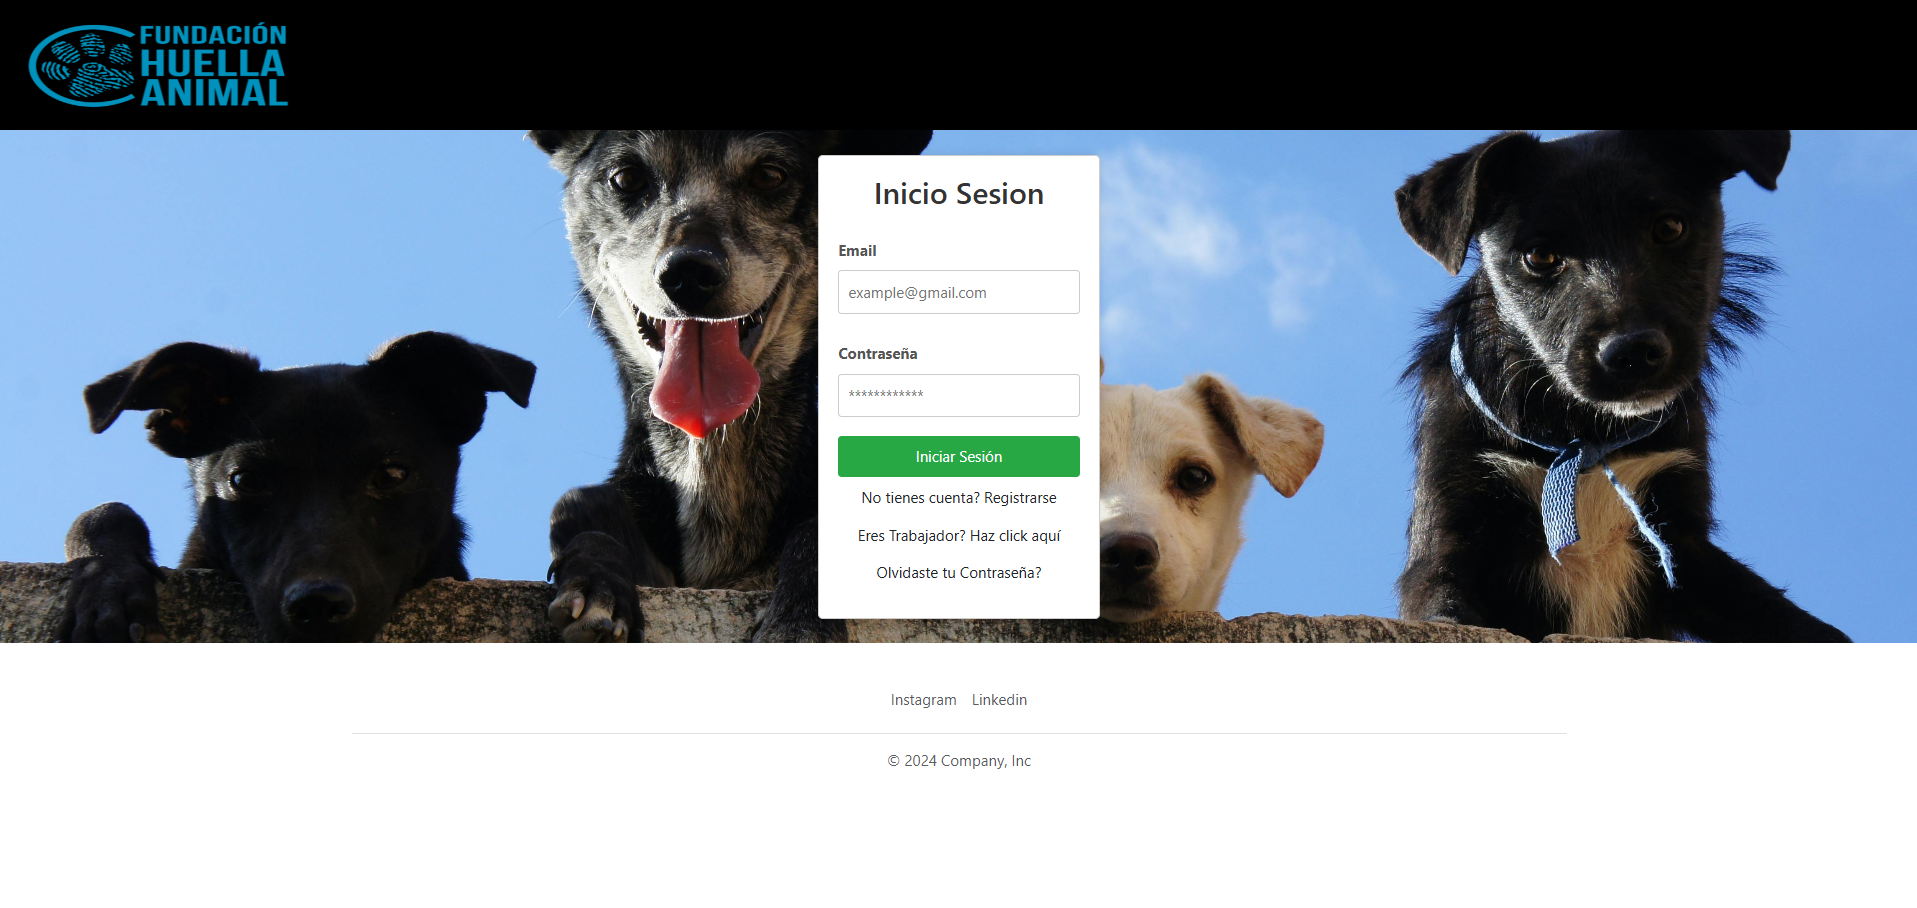 FUNDACIÓN
HUELLA
ANIMAL
Inicio Sesion
Email
example@gmail.com
Contraseña
************
Iniciar Sesión
No tienes cuenta? Registrarse
Eres Trabajador? Haz click aquí
Olvidaste tu Contraseña?
Instagram Linkedin
© 2024 Company, Inc